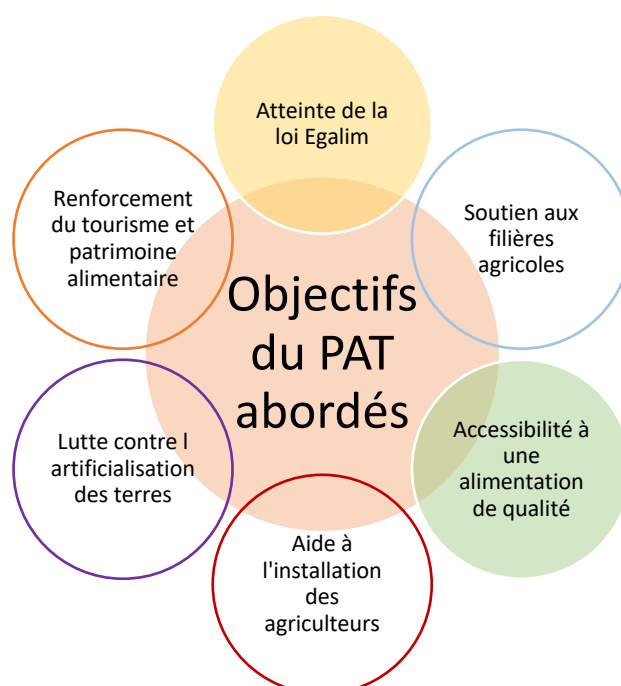 Atteinte de la
loi Egalim
Soutien aux
filières
agricoles
Accessibilité à
une
alimentation
de qualité
Aide à
l'installation
des
agriculteurs
Lutte contre l
artificialisation
des terres
Renforcement
du tourisme et
patrimoine
alimentaire
Objectifs
du PAT
abordés